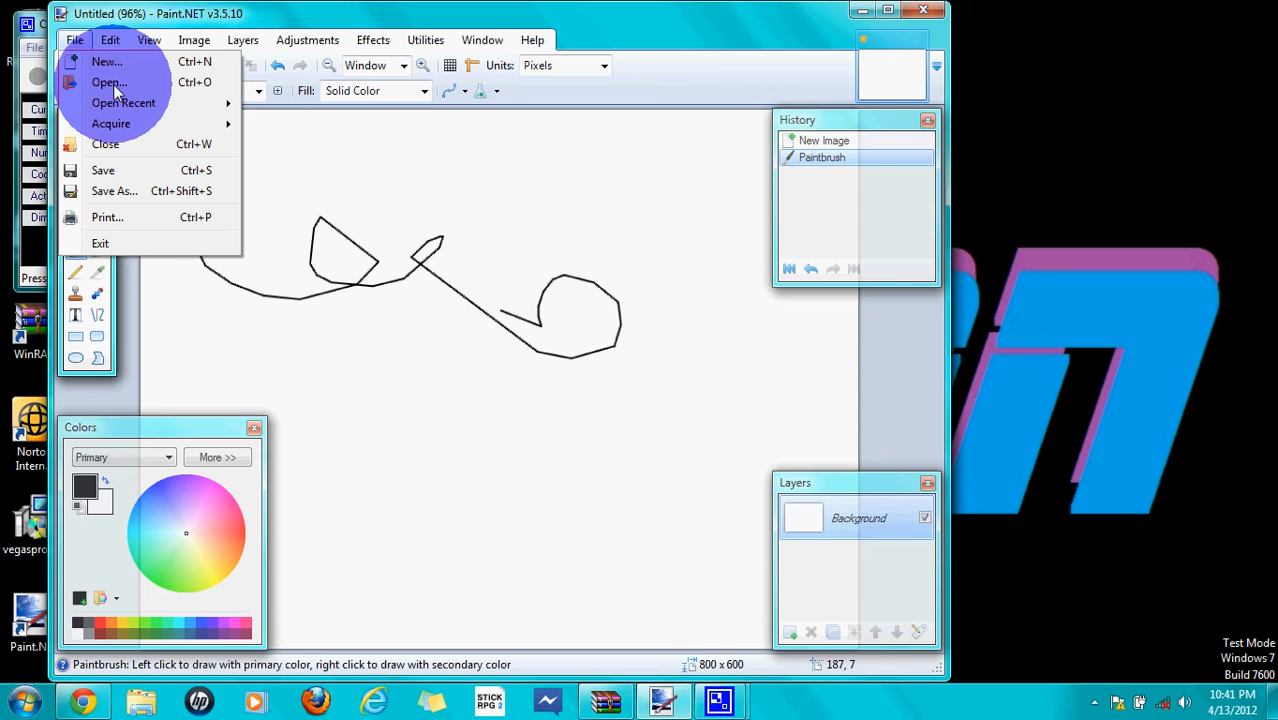 Untitled (96%) - Paint.NET v3.5.10
File Edit View Image Layers Adjustments Effects Utilities Window Help
New... Ctrl+N
Open... Ctrl+O
Open Recent
Acquire
Close Ctrl+W
Save Ctrl+S
Save As... Ctrl+Shift+S
Print... Ctrl+P
Exit
Window
Units: Pixels
Fill: Solid Color
History
New Image
Paintbrush
Colors
Primary
More >>
Layers
Background
Paintbrush: Left click to draw with primary color, right click to draw with secondary color
800 x 600
187, 7
File
Press
WinRA
Norto
Intern.
vegaspro
Paint.N
STICK
RPG 2
Test Mode
Windows 7
Build 7600
10:41 PM
4/13/2012